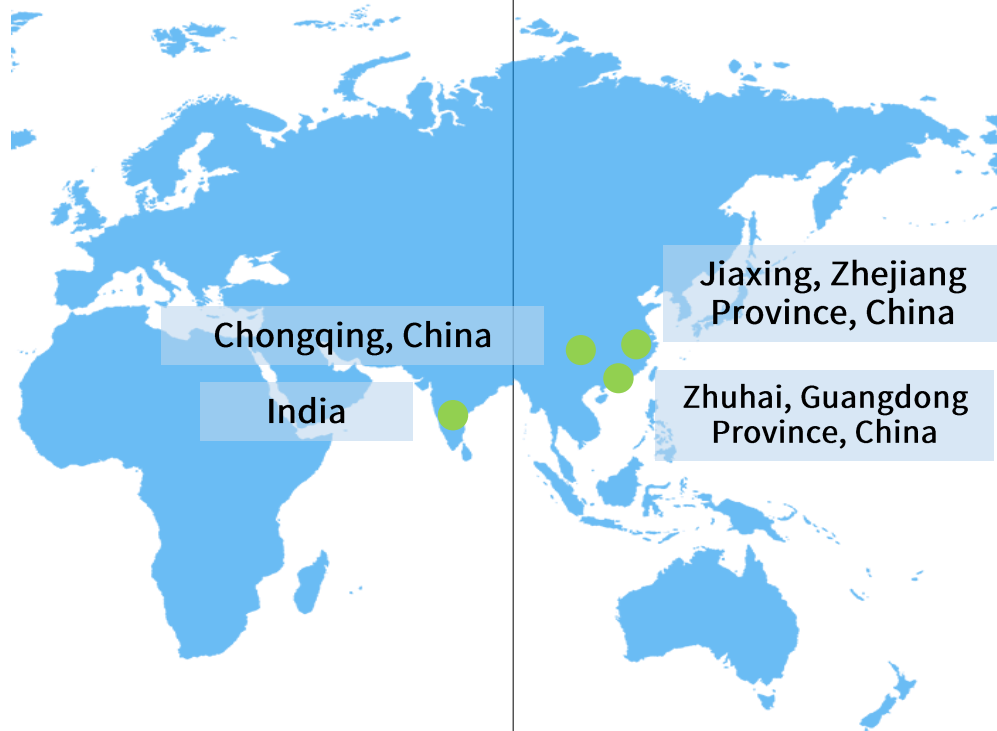 Jiaxing, Zhejiang
Province, China
Chongqing, China
Zhuhai, Guangdong
Province, China
India